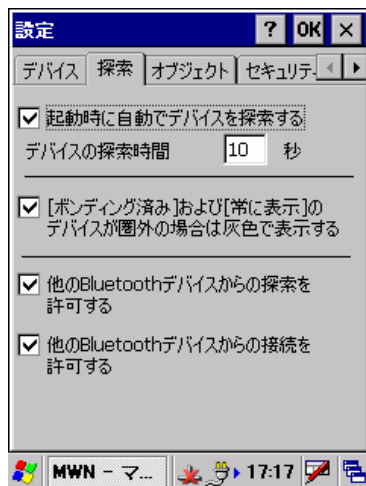 設定 ? OK ×
デバイス 探索 オブジェクト セキュリテ
起動時に自動でデバイスを探索する
デバイスの探索時間 10 秒
[ボンディング済み]および[常に表示]の
デバイスが圏外の場合は灰色で表示する
他のBluetoothデバイスからの探索を
許可する
他のBluetoothデバイスからの接続を
許可する
MWN - マ... 17:17